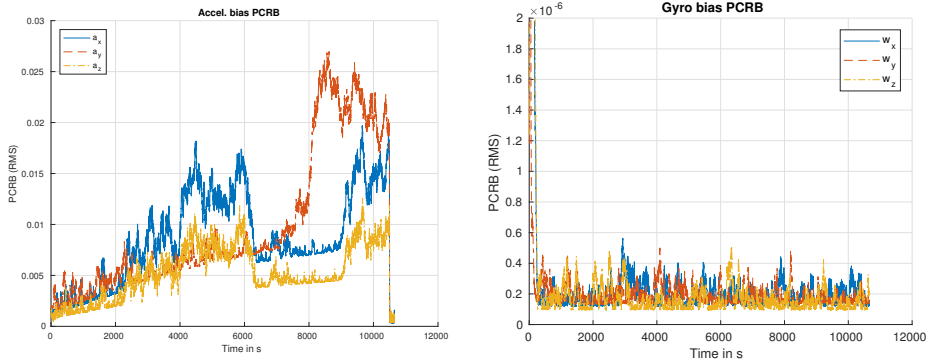 Accel. bias PCRB
a_x
a_y
a_z
PCRB (RMS)
0.03
0.025
0.02
0.015
0.01
0.005
0
0 2000 4000 6000 8000 10000 12000
Time in s
Gyro bias PCRB
×10^-6
w_x
w_y
w_z
PCRB (RMS)
2
1.8
1.6
1.4
1.2
1
0.8
0.6
0.4
0.2
0
0 2000 4000 6000 8000 10000 12000
Time in s